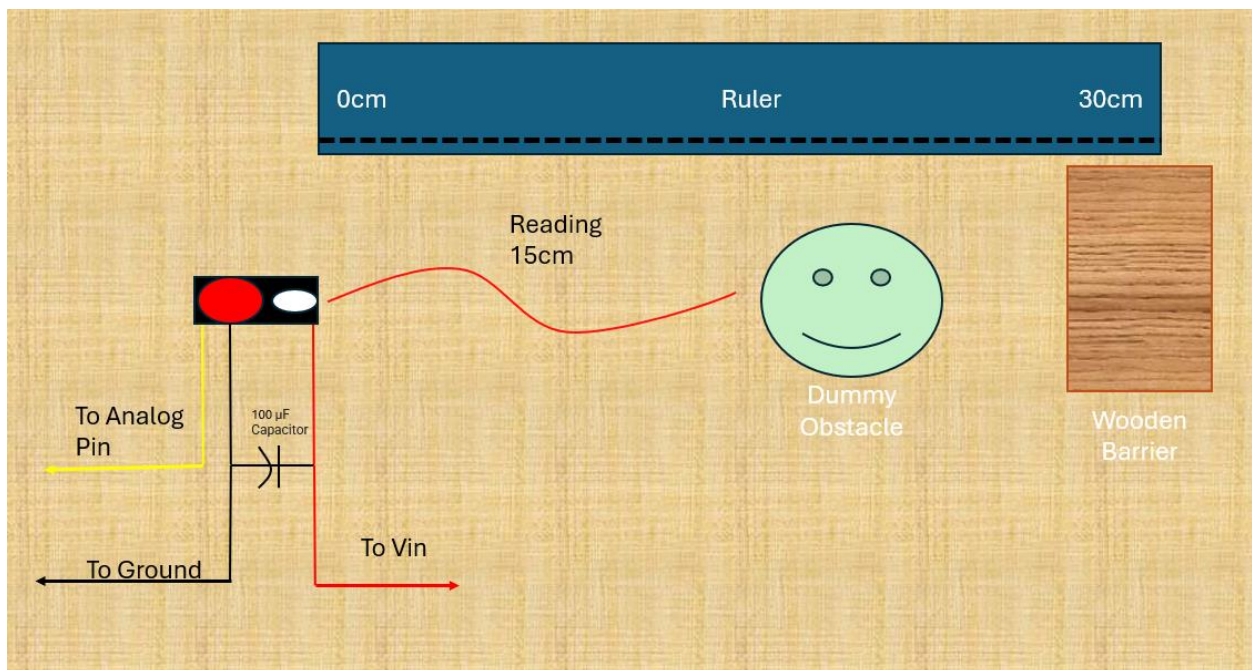 0cm
Ruler
30cm
Reading
15cm
100 µF
Capacitor
To Analog
Pin
Dummy
Obstacle
Wooden
Barrier
To Vin
To Ground